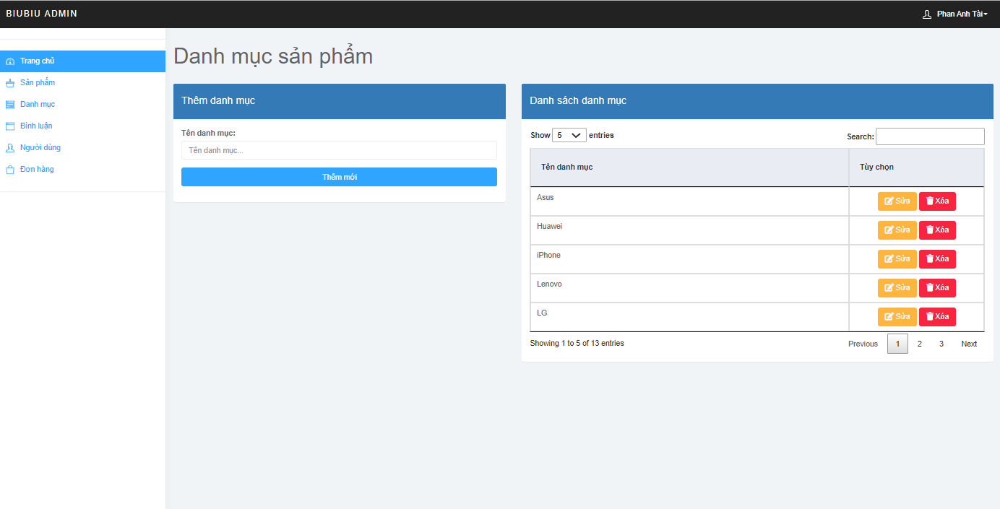 BIUBIU ADMIN
Phan Anh Tài
Trang chủ
Sản phẩm
Danh mục
Bình luận
Người dùng
Đơn hàng
Danh mục sản phẩm
Thêm danh mục
Tên danh mục:
Tên danh mục...
Thêm mới
Danh sách danh mục
Show 5 entries
Search:
Tên danh mục Tùy chọn
Asus Sửa Xóa
Huawei Sửa Xóa
iPhone Sửa Xóa
Lenovo Sửa Xóa
LG Sửa Xóa
Showing 1 to 5 of 13 entries
Previous 1 2 3 Next